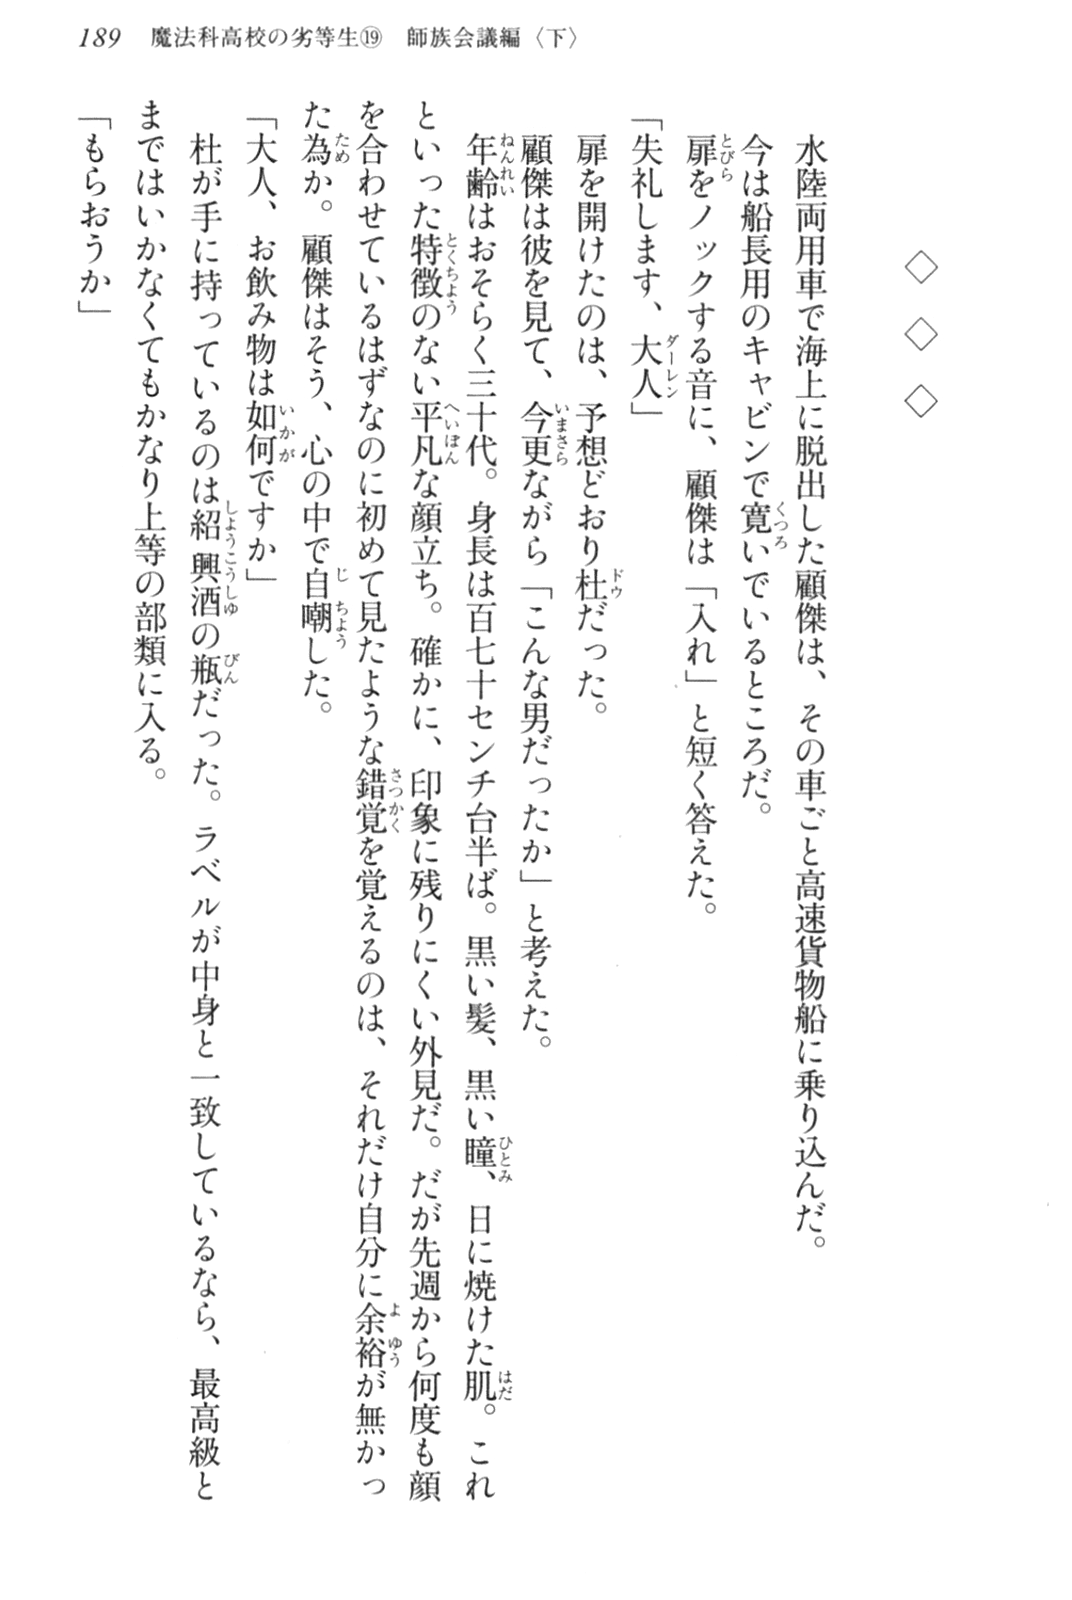 189 魔法科高校の劣等生⑲ 師族会議編〈下〉
◇ ◇ ◇
水陸両用車で海上に脱出した顧傑は、その車ごと高速貨物船に乗り込んだ。
今は船長用のキャビンで寛いでいるところだ。
扉をノックする音に、顧傑は「入れ」と短く答えた。
「失礼します、大人」
扉を開けたのは、予想どおり杜だった。
顧傑は彼を見て、今更ながら「こんな男だったか」と考えた。
年齢はおそらく三十代。身長は百七十センチ台半ば。黒い髪、黒い瞳、日に焼けた肌。これ
といった特徴のない平凡な顔立ち。確かに、印象に残りにくい外見だ。だが先週から何度も顔
を合わせているはずなのに初めて見たような錯覚を覚えるのは、それだけ自分に余裕が無かっ
た為か。顧傑はそう、心の中で自嘲した。
「大人、お飲み物は如何ですか」
杜が手に持っているのは紹興酒の瓶だった。ラベルが中身と一致しているなら、最高級と
まではいかなくてもかなり上等の部類に入る。
「もらおうか」